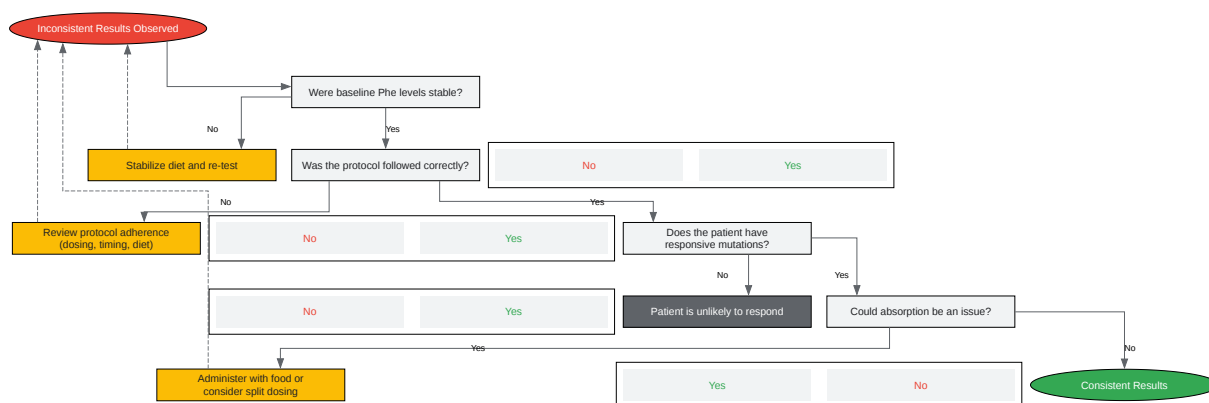 Inconsistent Results Observed
Were baseline Phe levels stable?
No
Yes
Stabilize diet and re-test
Was the protocol followed correctly?
No
Yes
No
Yes
Review protocol adherence
(dosing, timing, diet)
No
Yes
Does the patient have
responsive mutations?
No
Yes
No
Yes
Patient is unlikely to respond
Could absorption be an issue?
Yes
No
Administer with food or
consider split dosing
Yes
No
Consistent Results